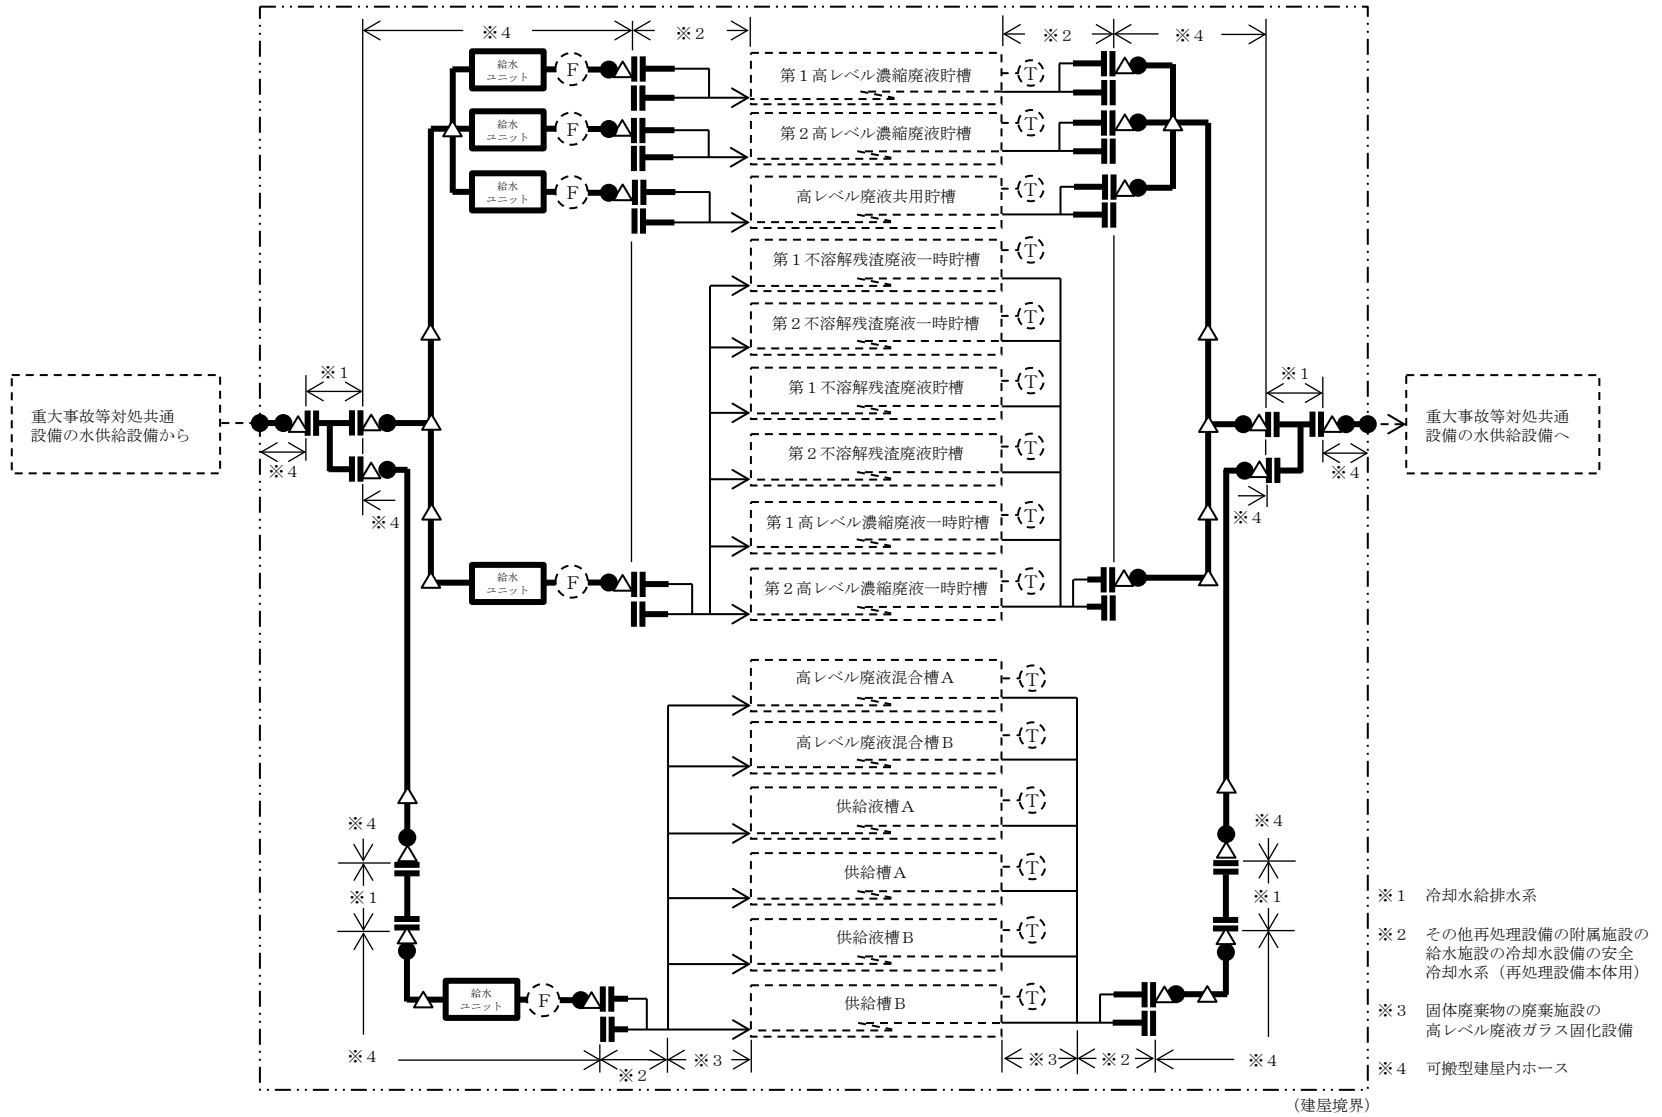 ※4
※2
※2
※4
給水
ユニット
F
第1高レベル濃縮廃液貯槽
T
給水
ユニット
F
第2高レベル濃縮廃液貯槽
T
給水
ユニット
F
高レベル廃液共用貯槽
T
第1不溶解残渣廃液一時貯槽
T
第2不溶解残渣廃液一時貯槽
T
※1
※1
第1不溶解残渣廃液貯槽
T
重大事故等対処共通
設備の水供給設備から
重大事故等対処共通
設備の水供給設備へ
第2不溶解残渣廃液貯槽
T
※4
※4
※4
※4
第1高レベル濃縮廃液一時貯槽
T
給水
ユニット
F
第2高レベル濃縮廃液一時貯槽
T
高レベル廃液混合槽A
T
高レベル廃液混合槽B
T
供給液槽A
T
※4
※4
供給槽A
T
※1
※1
供給液槽B
T
給水
ユニット
F
供給槽B
T
※4
※2
※3
※3
※2
※4
※1 冷却水給排水系
※2 その他再処理設備の附属施設の
給水施設の冷却水設備の安全
冷却水系（再処理設備本体用）
※3 固体廃棄物の廃棄施設の
高レベル廃液ガラス固化設備
※4 可搬型建屋内ホース
（建屋境界）